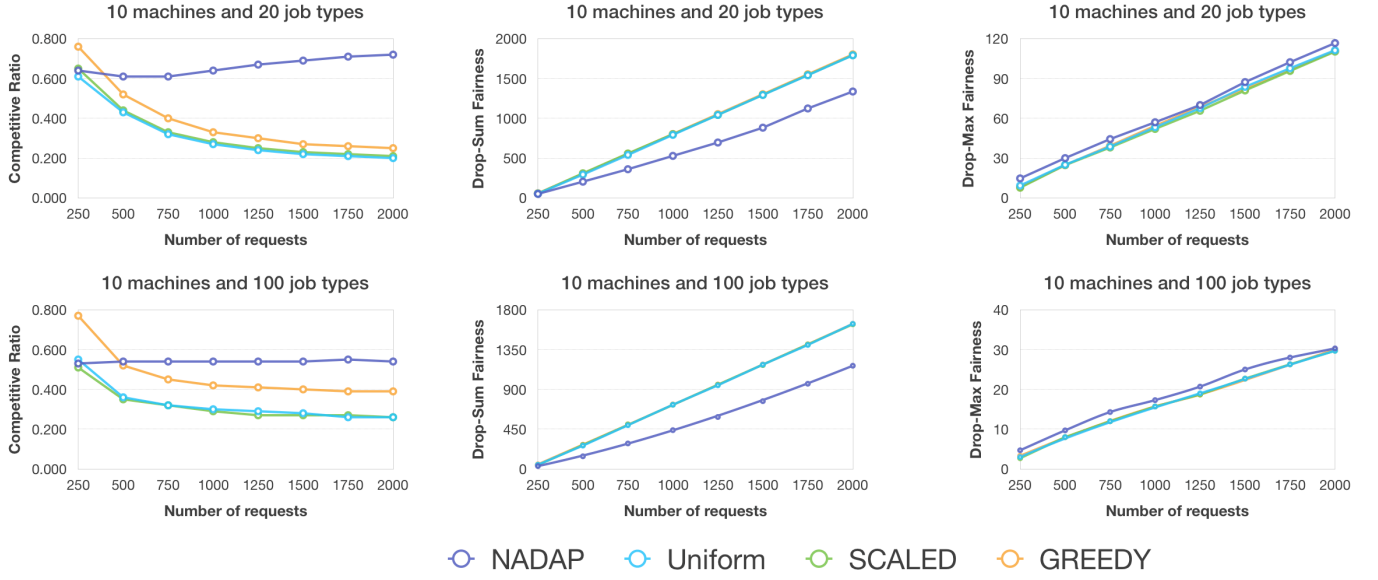 10 machines and 20 job types
Competitive Ratio
0.800
0.600
0.400
0.200
0.000
250 500 750 1000 1250 1500 1750 2000
Number of requests
10 machines and 20 job types
Drop-Sum Fairness
2000
1500
1000
500
0
250 500 750 1000 1250 1500 1750 2000
Number of requests
10 machines and 20 job types
Drop-Max Fairness
120
90
60
30
0
250 500 750 1000 1250 1500 1750 2000
Number of requests
10 machines and 100 job types
Competitive Ratio
0.800
0.600
0.400
0.200
0.000
250 500 750 1000 1250 1500 1750 2000
Number of requests
10 machines and 100 job types
Drop-Sum Fairness
1800
1350
900
450
0
250 500 750 1000 1250 1500 1750 2000
Number of requests
10 machines and 100 job types
Drop-Max Fairness
40
30
20
10
0
250 500 750 1000 1250 1500 1750 2000
Number of requests
NADAP Uniform SCALED GREEDY